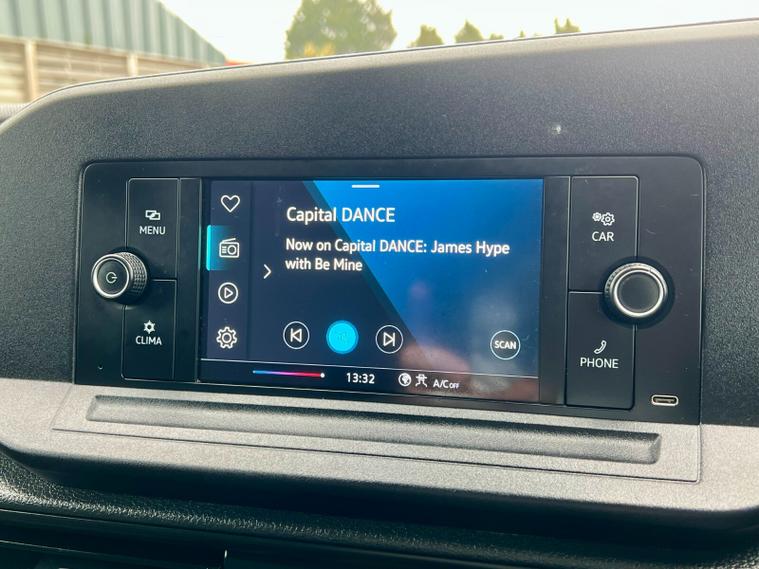 MENU
CLIMA
Capital DANCE
Now on Capital DANCE: James Hype
with Be Mine
SCAN
13:32
A/C OFF
CAR
PHONE